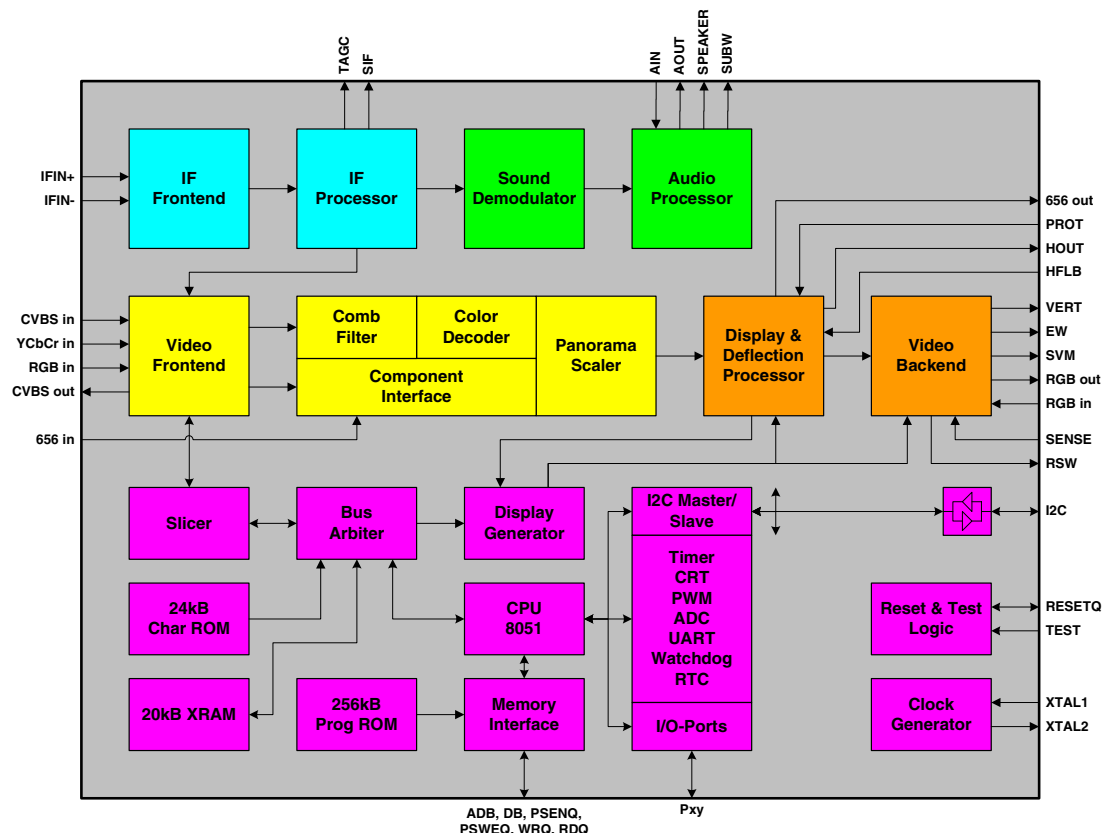 TAGC
SIF
AIN
AOUT
SPEAKER
SUBW
IFIN+
IFIN-
IF
Frontend
IF
Processor
Sound
Demodulator
Audio
Processor
656 out
PROT
HOUT
HFLB
CVBS in
YCbCr in
RGB in
CVBS out
656 in
Video
Frontend
Comb
Filter
Color
Decoder
Component
Interface
Panorama
Scaler
Display &
Deflection
Processor
Video
Backend
VERT
EW
SVM
RGB out
RGB in
SENSE
RSW
Slicer
Bus
Arbiter
Display
Generator
I2C Master/
Slave
I2C
24kB
Char ROM
CPU
8051
Timer
CRT
PWM
ADC
UART
Watchdog
RTC
Reset & Test
Logic
RESETQ
TEST
20kB XRAM
256kB
Prog ROM
Memory
Interface
I/O-Ports
Clock
Generator
XTAL1
XTAL2
ADB, DB, PSENQ,
PSWEQ, WRQ, RDQ
Pxy